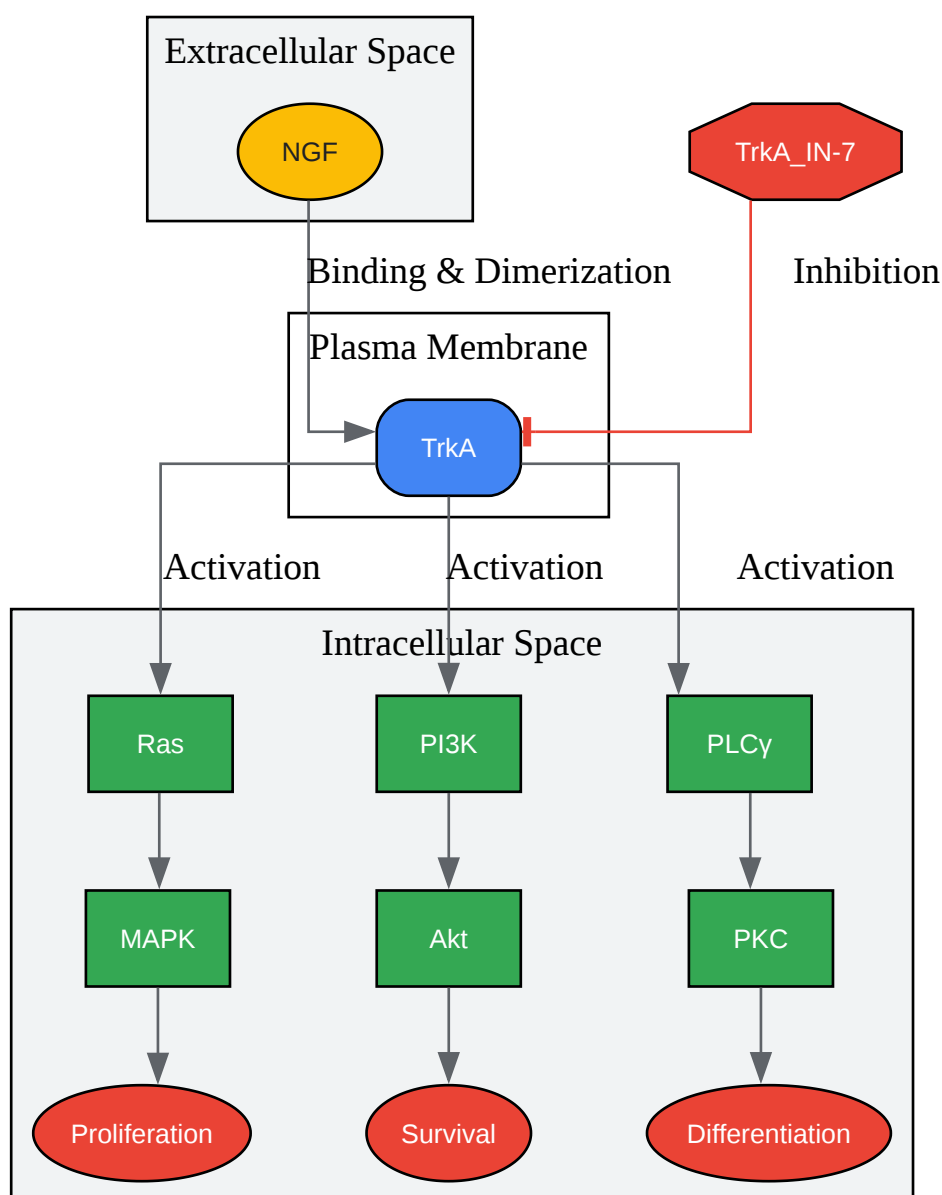 Extracellular Space
NGF
TrkA_IN-7
Binding & Dimerization
Inhibition
Plasma Membrane
TrkA
Activation
Activation
Activation
Intracellular Space
Ras
PI3K
PLCγ
MAPK
Akt
PKC
Proliferation
Survival
Differentiation